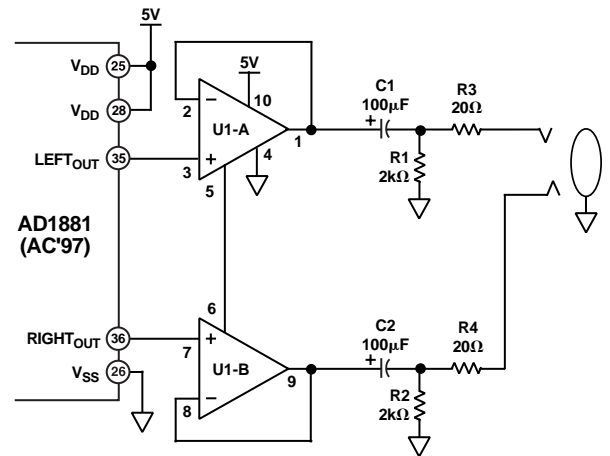 5V
V_DD 25
V_DD 28
LEFT_OUT 35
AD1881
(AC'97)
RIGHT_OUT 36
V_SS 26
5V
2
−
10
U1-A
1
4
+
3
5
6
7
+
U1-B
9
8
−
C1
100µF
+
R3
20Ω
R1
2kΩ
C2
100µF
+
R4
20Ω
R2
2kΩ